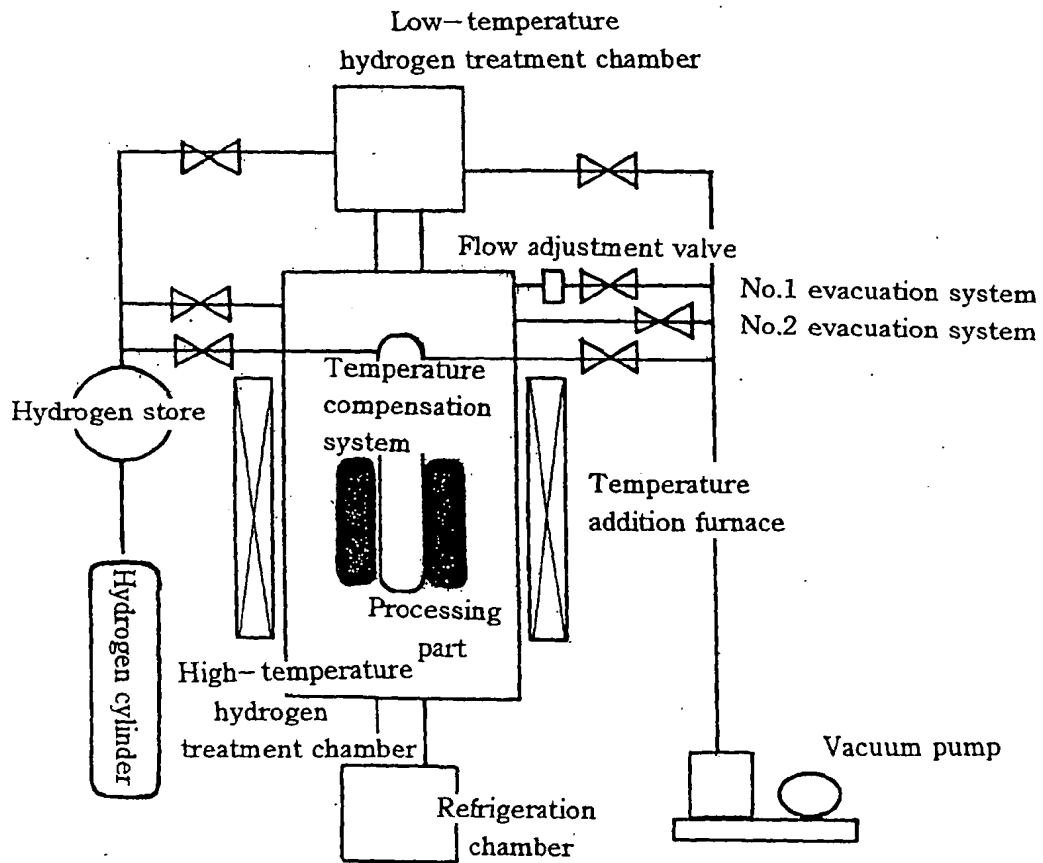 Low-temperature
hydrogen treatment chamber
Flow adjustment valve
No.1 evacuation system
No.2 evacuation system
Temperature
compensation
system
Hydrogen store
Temperature
addition furnace
Hydrogen cylinder
Processing
part
High-temperature
hydrogen
treatment chamber
Vacuum pump
Refrigeration
chamber